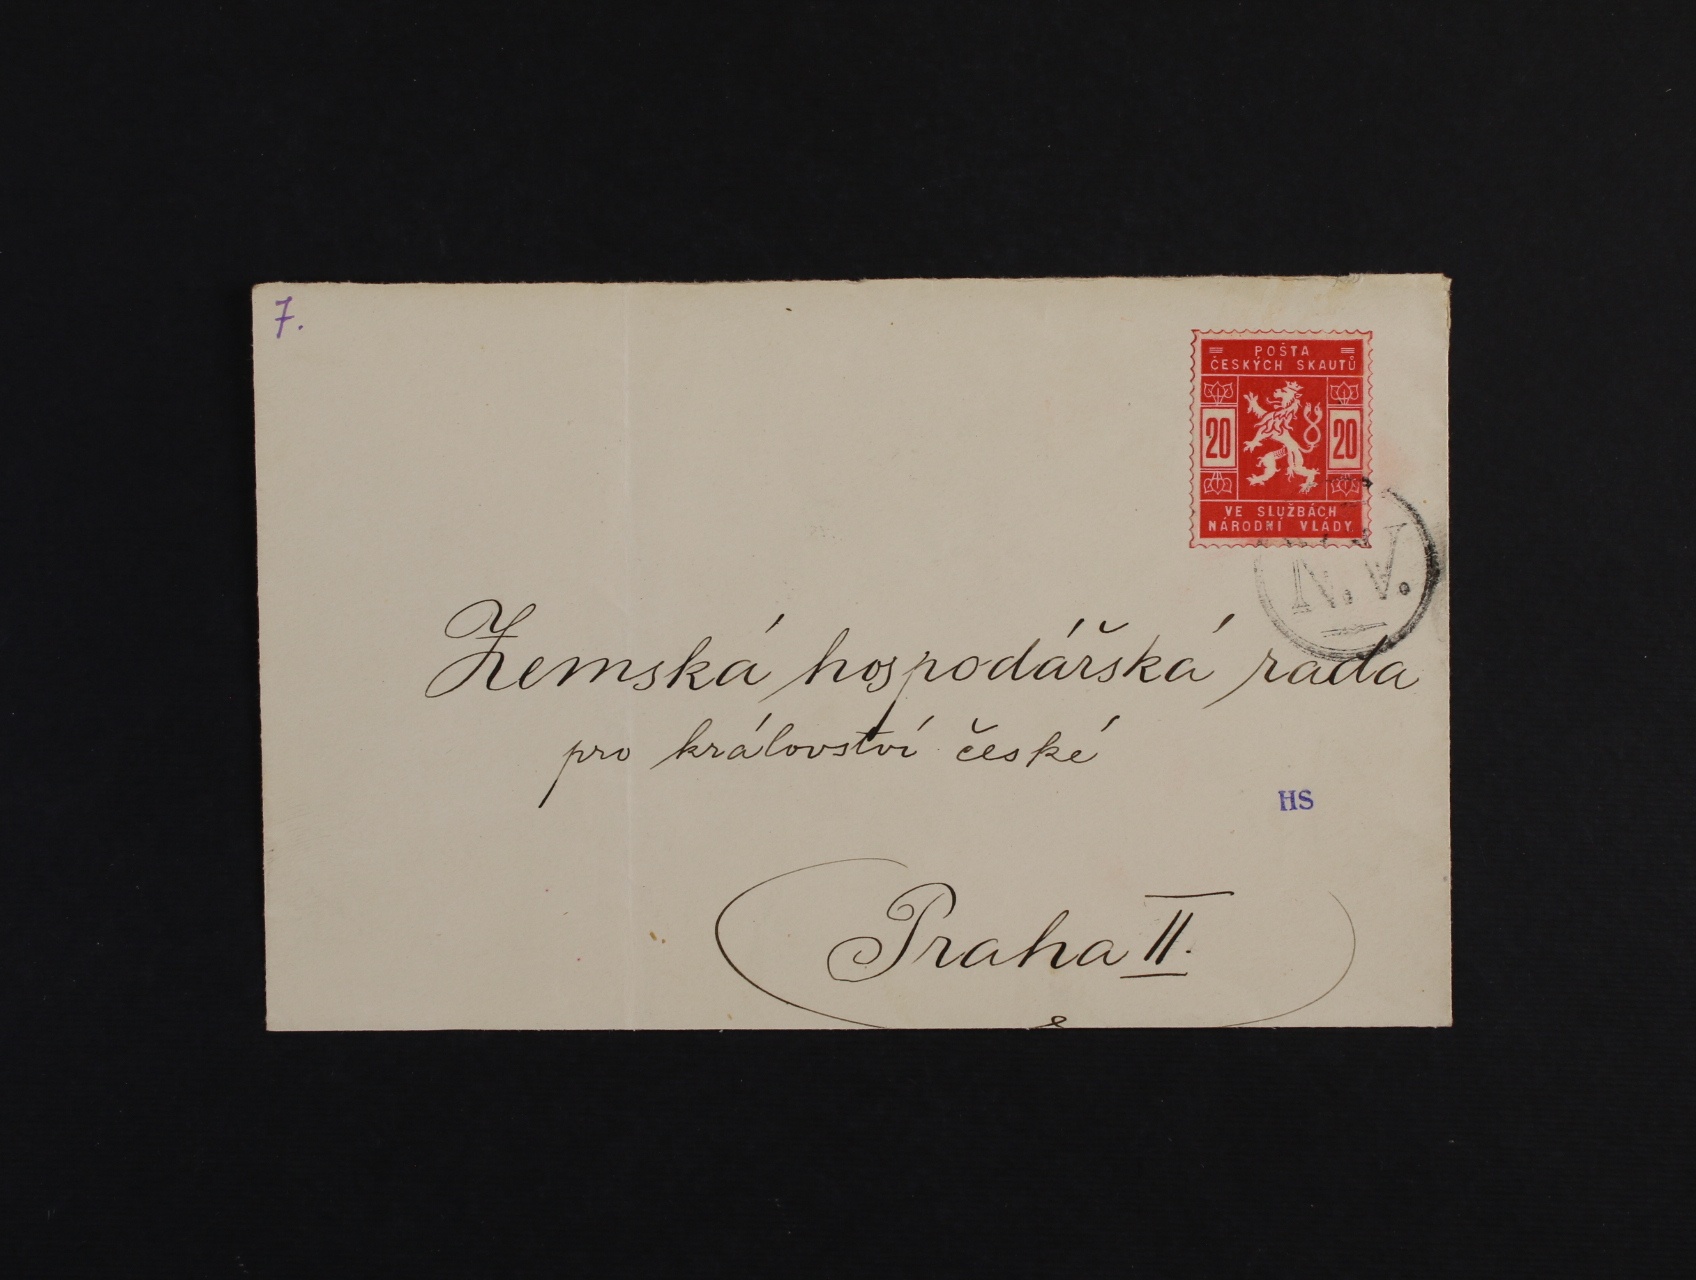 7.
POŠTA
ČESKÝCH SKAUTŮ
20 20
VE SLUŽBÁCH
NÁRODNÍ VLÁDY.
N.V.
Zemská hospodářská rada
pro království české
HS
Praha II.